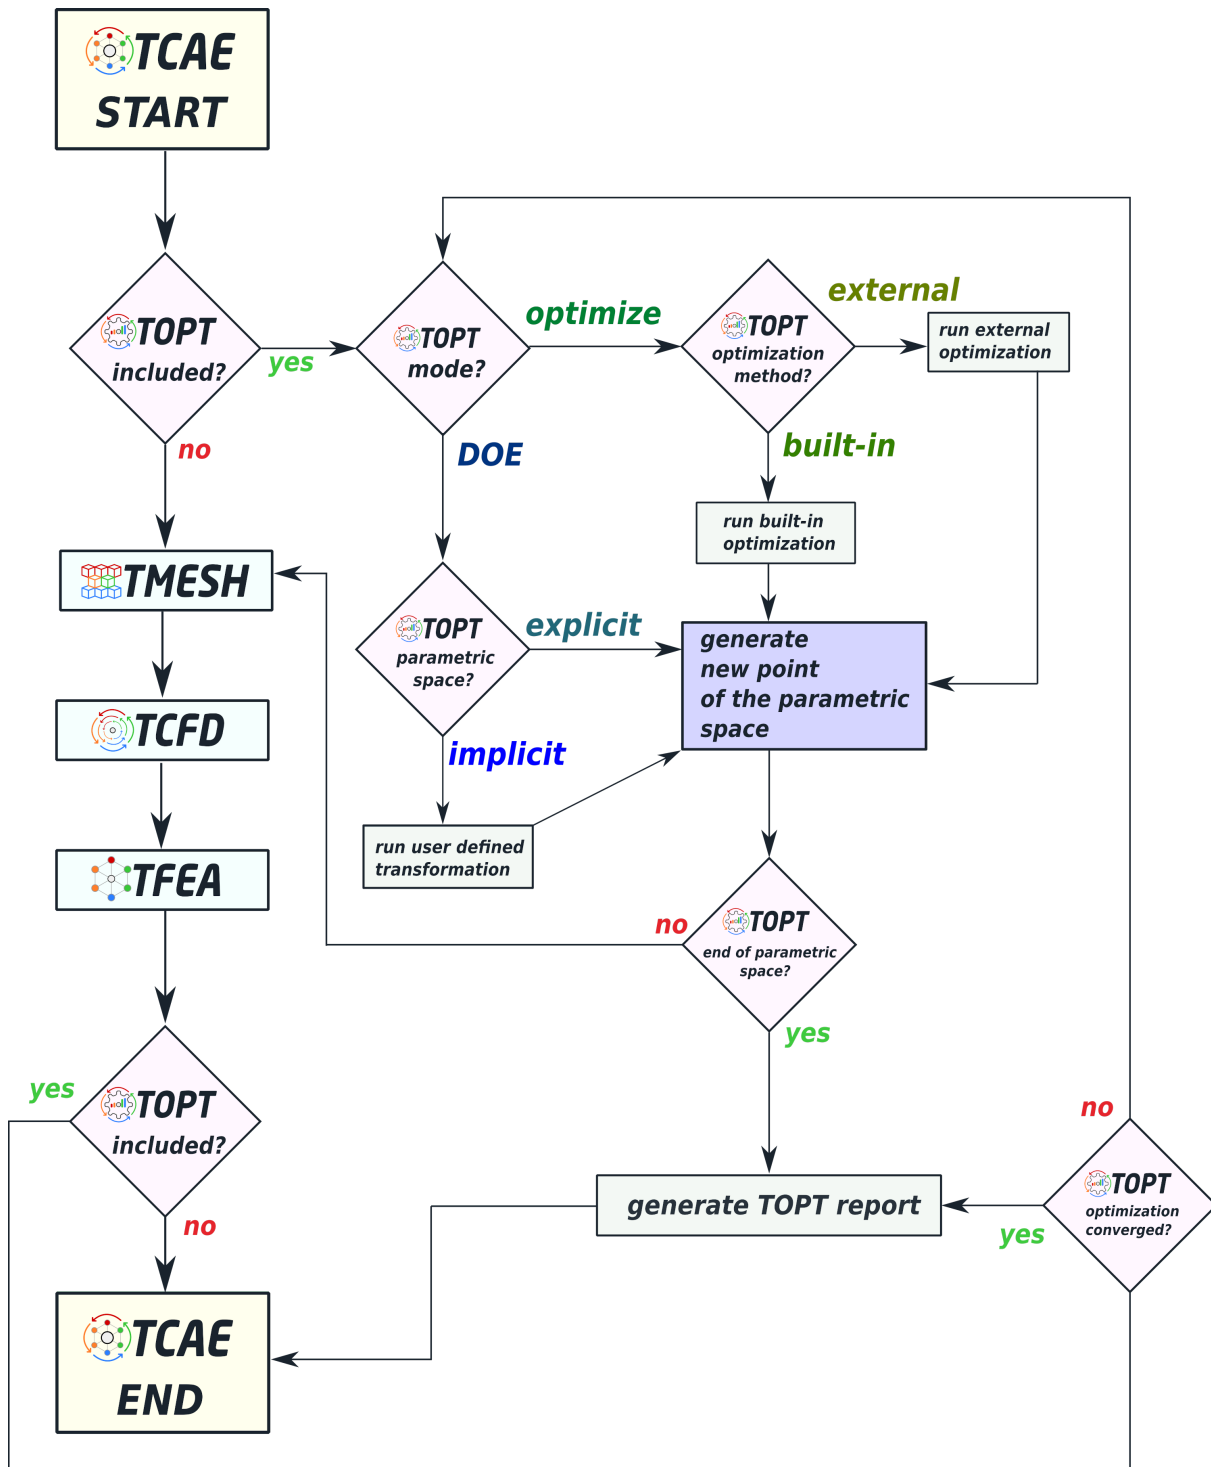 TCAE
START
TOPT
included?
yes
no
TOPT
mode?
optimize
DOE
TOPT
optimization
method?
external
run external
optimization
built-in
run built-in
optimization
TMESH
TCFD
TFEA
TOPT
parametric
space?
explicit
implicit
run user defined
transformation
generate
new point
of the parametric
space
TOPT
end of parametric
space?
no
yes
TOPT
included?
yes
no
generate TOPT report
TOPT
optimization
converged?
no
yes
TCAE
END